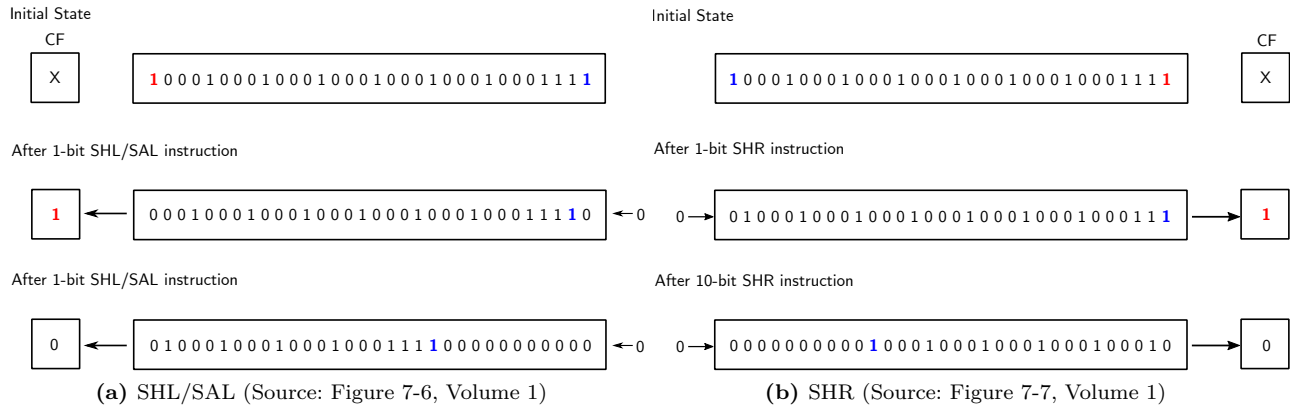 Initial State
CF
X
1 0 0 0 1 0 0 0 1 0 0 0 1 0 0 0 1 0 0 0 1 0 0 0 1 0 0 0 1 1 1 1
After 1-bit SHL/SAL instruction
1
0 0 0 1 0 0 0 1 0 0 0 1 0 0 0 1 0 0 0 1 0 0 0 1 0 0 0 1 1 1 1 0
0
After 1-bit SHL/SAL instruction
0
0 1 0 0 0 1 0 0 0 1 0 0 0 1 0 0 0 1 1 1 1 0 0 0 0 0 0 0 0 0 0 0
0
(a) SHL/SAL (Source: Figure 7-6, Volume 1)
Initial State
CF
1 0 0 0 1 0 0 0 1 0 0 0 1 0 0 0 1 0 0 0 1 0 0 0 1 0 0 0 1 1 1 1
X
After 1-bit SHR instruction
0
0 1 0 0 0 1 0 0 0 1 0 0 0 1 0 0 0 1 0 0 0 1 0 0 0 1 0 0 0 1 1 1
1
After 10-bit SHR instruction
0
0 0 0 0 0 0 0 0 0 0 1 0 0 0 1 0 0 0 1 0 0 0 1 0 0 0 1 0 0 0 1 0
0
(b) SHR (Source: Figure 7-7, Volume 1)